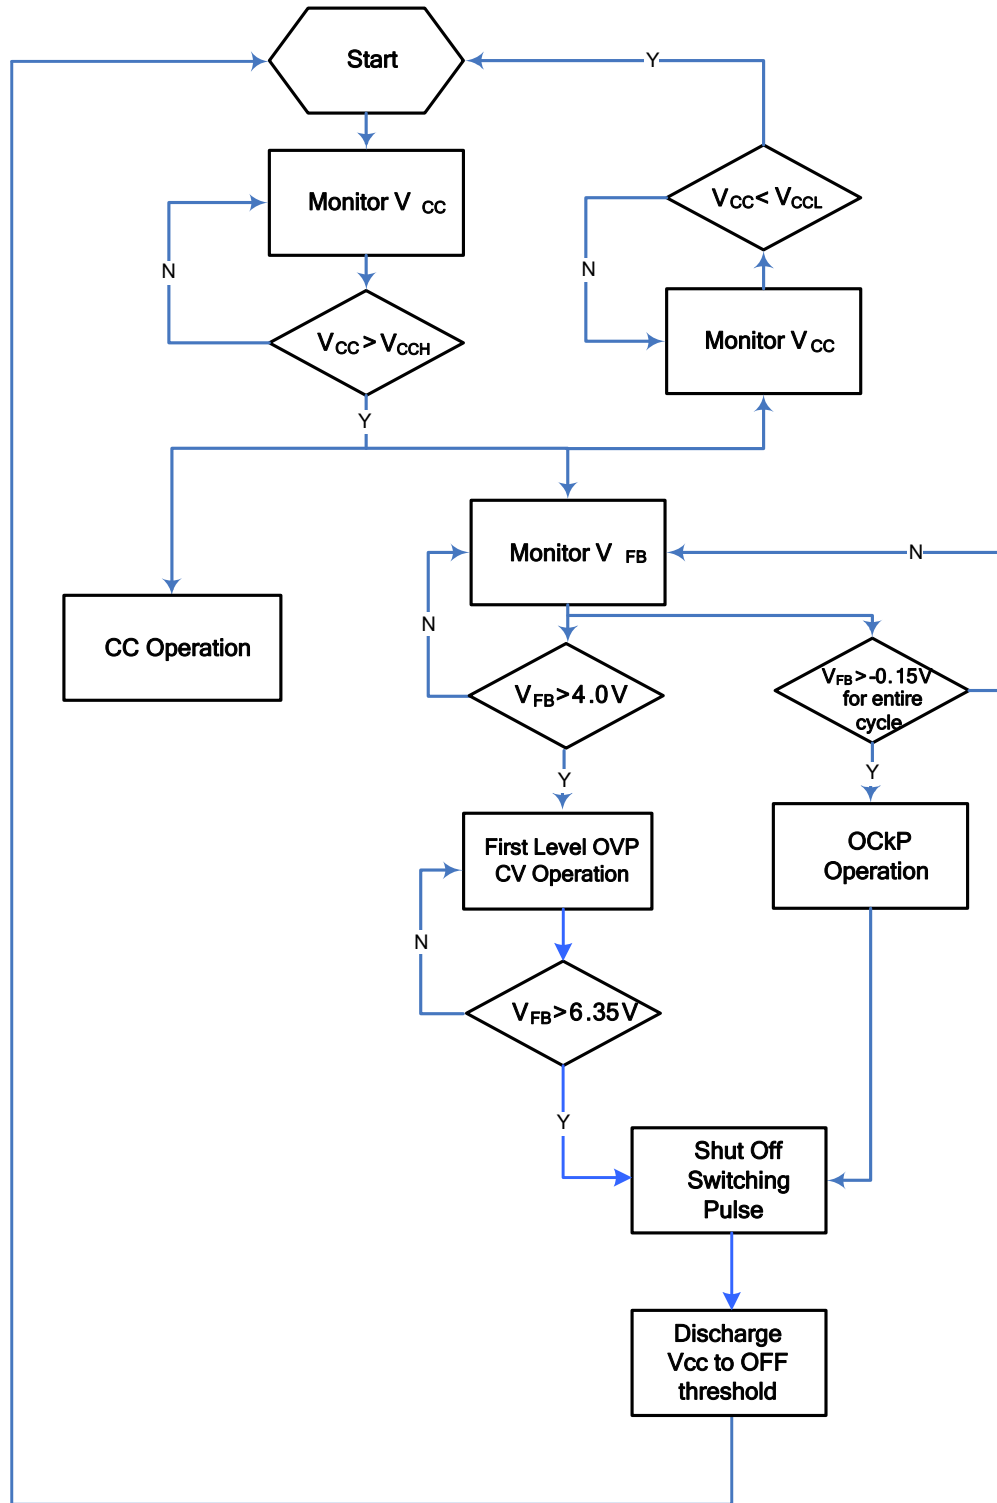 Start
Y
Monitor V CC
VCC< VCCL
N
N
VCC>VCCH
Monitor VCC
Y
Monitor V FB
N
N
CC Operation
VFB>4.0V
VFB>-0.15V
for entire
cycle
Y
Y
First Level OVP
CV Operation
OCkP
Operation
N
VFB>6.35V
Y
Shut Off
Switching
Pulse
Discharge
Vcc to OFF
threshold